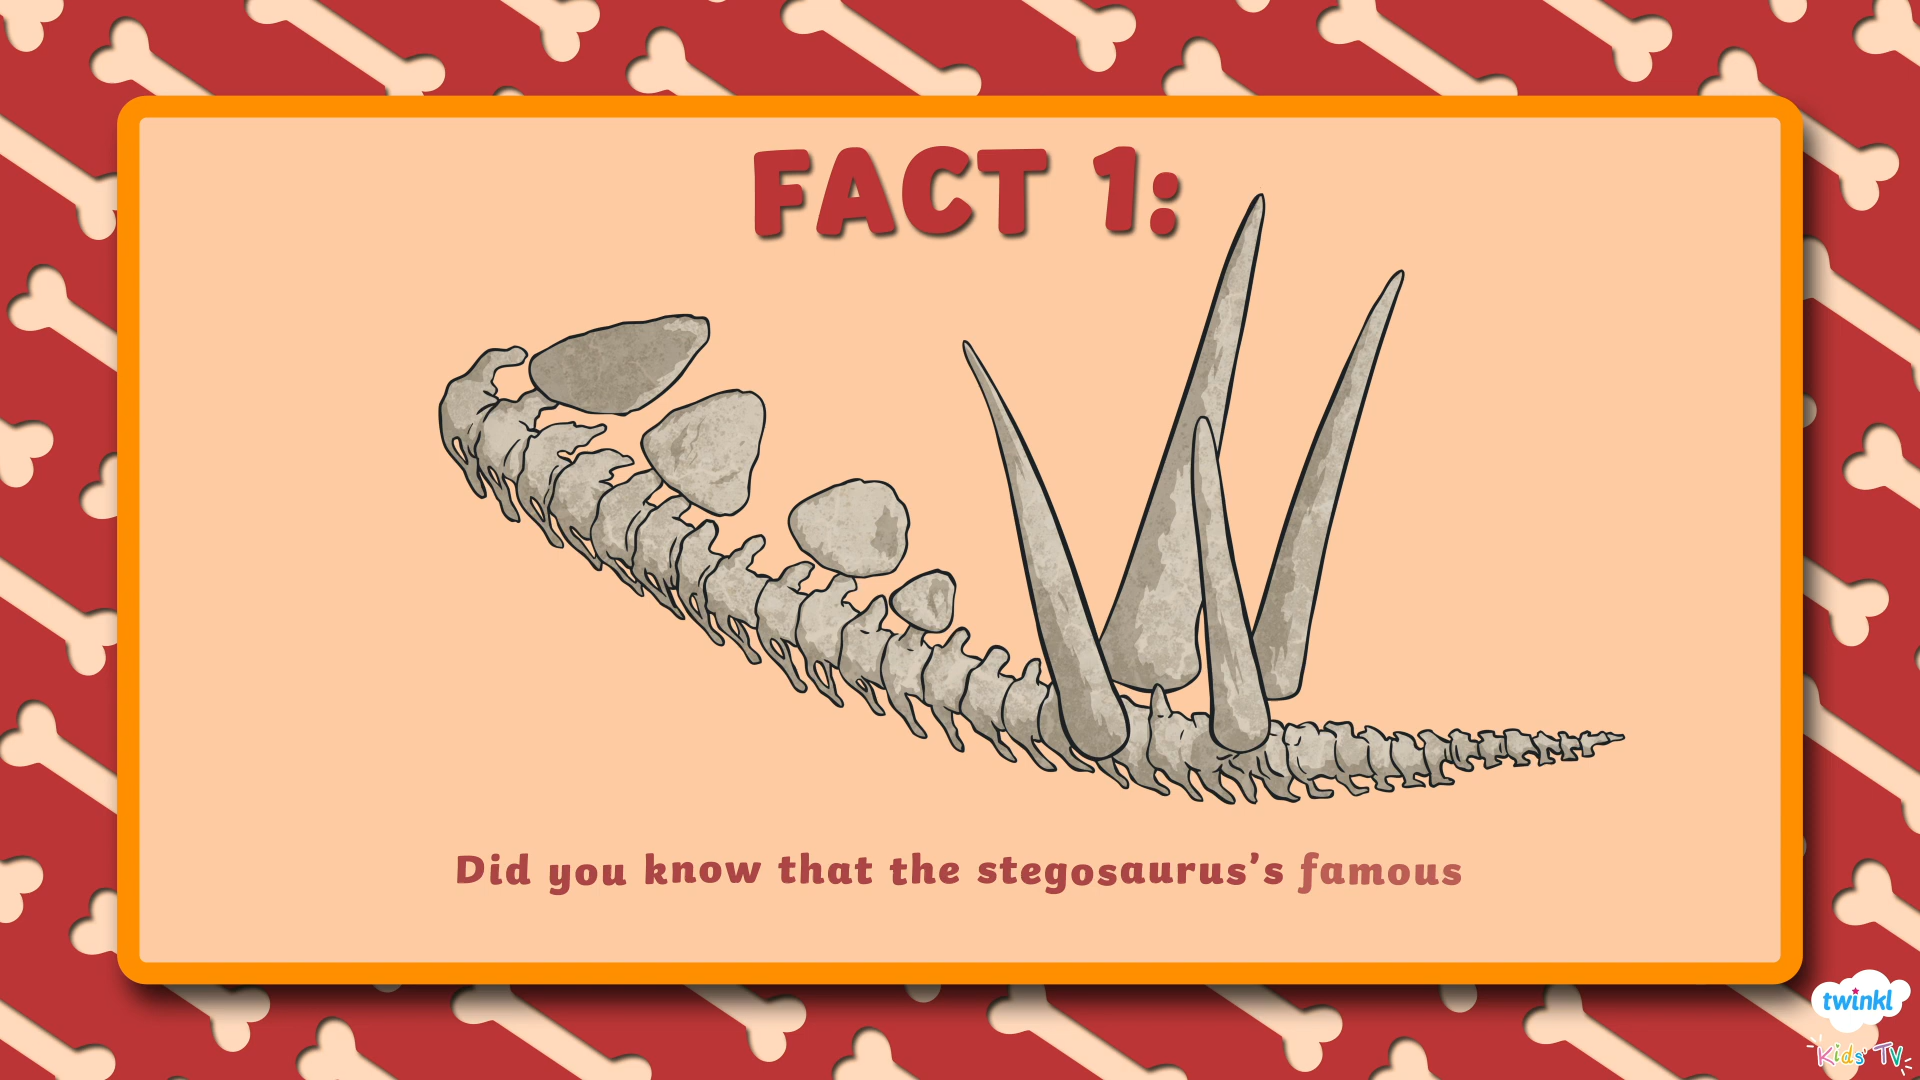 FACT 1:
Did you know that the stegosaurus's famous
twinkl
Kids' TV